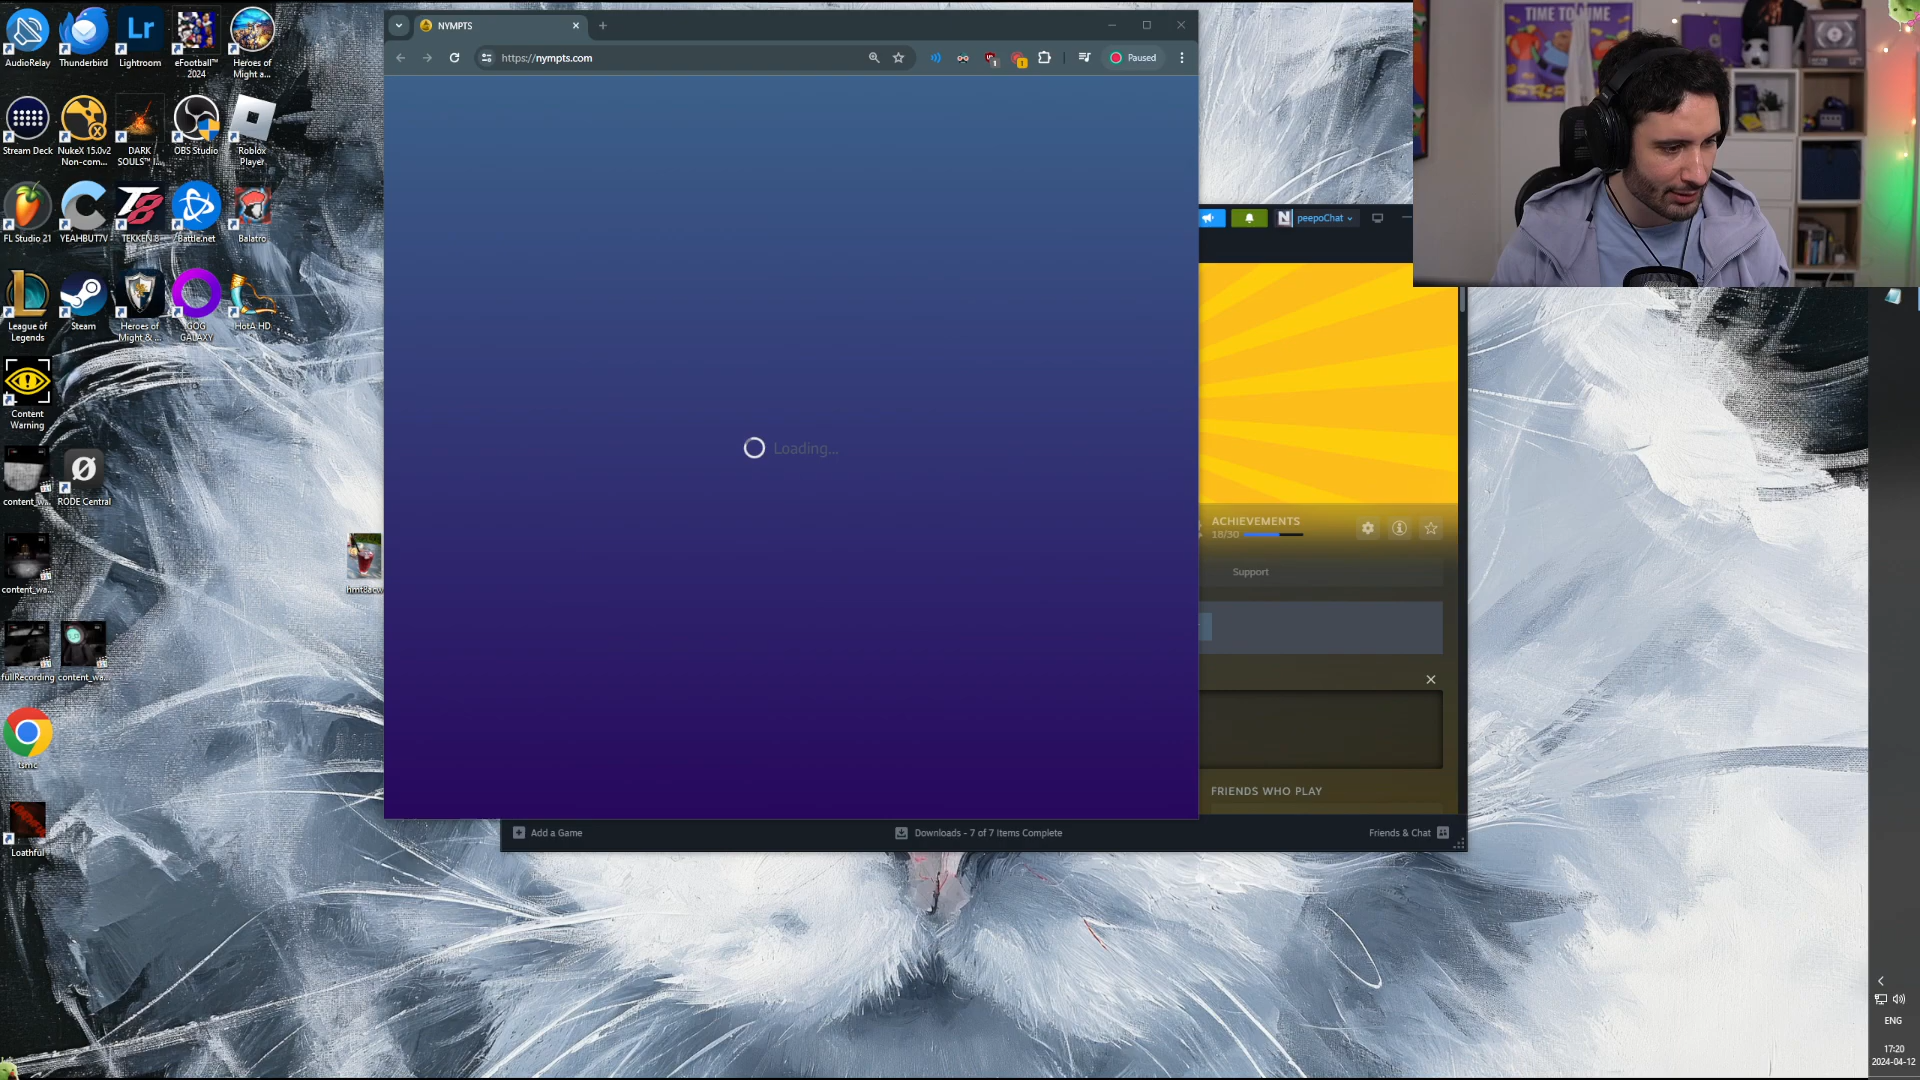 NYMPTS
https://nympts.com
Paused
TIME TO
AudioRelay
Thunderbird
Lightroom
eFootball™
2024
Heroes of
Might a...
Stream Deck
NukeX 15.0v2
Non-com...
DARK
SOULS™ I...
OBS Studio
Roblox
Player
FL Studio 21
YEAHBUT7V
TEKKEN 8
Battle.net
Balatro
peepoChat
League of
Legends
Steam
Heroes of
Might & ...
GOG
GALAXY
HotA HD
Content
Warning
Loading...
content_w...
RODE Central
ACHIEVEMENTS
18/30
Support
content_wa...
fullRecording
content_wa...
tsmc
FRIENDS WHO PLAY
Loathful
Add a Game
Downloads - 7 of 7 Items Complete
Friends & Chat
ENG
17:20
2024-04-12